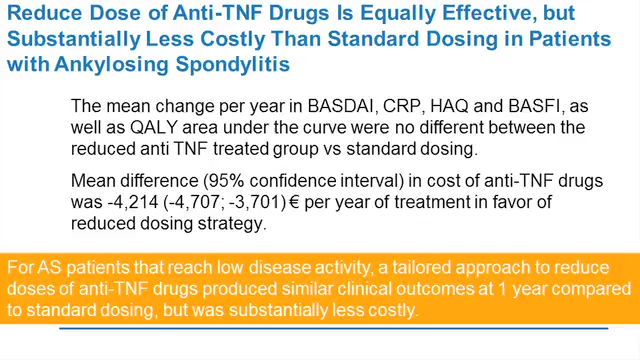 Reduce Dose of Anti-TNF Drugs Is Equally Effective, but
Substantially Less Costly Than Standard Dosing in Patients
with Ankylosing Spondylitis
The mean change per year in BASDAI, CRP, HAQ and BASFI, as
well as QALY area under the curve were no different between the
reduced anti TNF treated group vs standard dosing.
Mean difference (95% confidence interval) in cost of anti-TNF drugs
was -4,214 (-4,707; -3,701) € per year of treatment in favor of
reduced dosing strategy.
For AS patients that reach low disease activity, a tailored approach to reduce
doses of anti-TNF drugs produced similar clinical outcomes at 1 year compared
to standard dosing, but was substantially less costly.